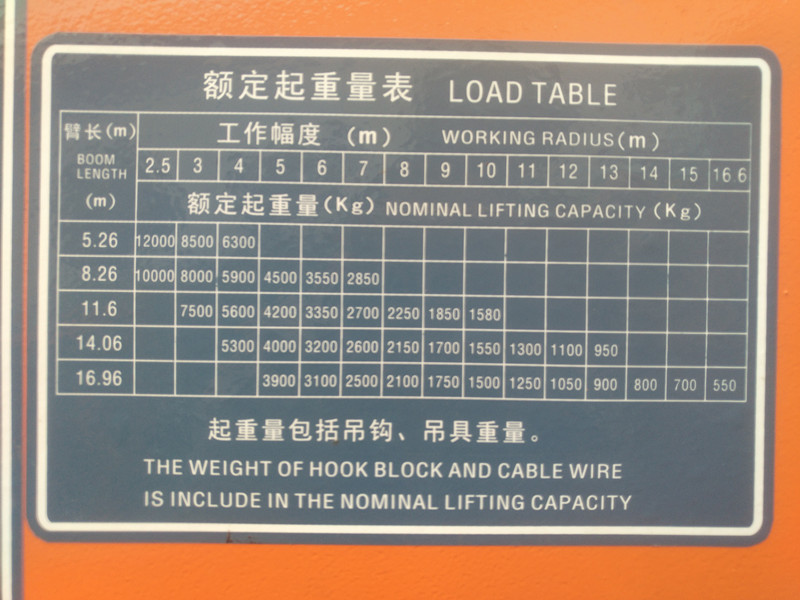 额定起重量表 LOAD TABLE
臂长(m) 工作幅度 (m) WORKING RADIUS(m)
BOOM LENGTH (m) 2.5 3 4 5 6 7 8 9 10 11 12 13 14 15 16.6
额定起重量(Kg) NOMINAL LIFTING CAPACITY (Kg)
5.26 12000 8500 6300
8.26 10000 8000 5900 4500 3550 2850
11.6 7500 5600 4200 3350 2700 2250 1850 1580
14.06 5300 4000 3200 2600 2150 1700 1550 1300 1100 950
16.96 3900 3100 2500 2100 1750 1500 1250 1050 900 800 700 550
起重量包括吊钩、吊具重量。
THE WEIGHT OF HOOK BLOCK AND CABLE WIRE
IS INCLUDE IN THE NOMINAL LIFTING CAPACITY